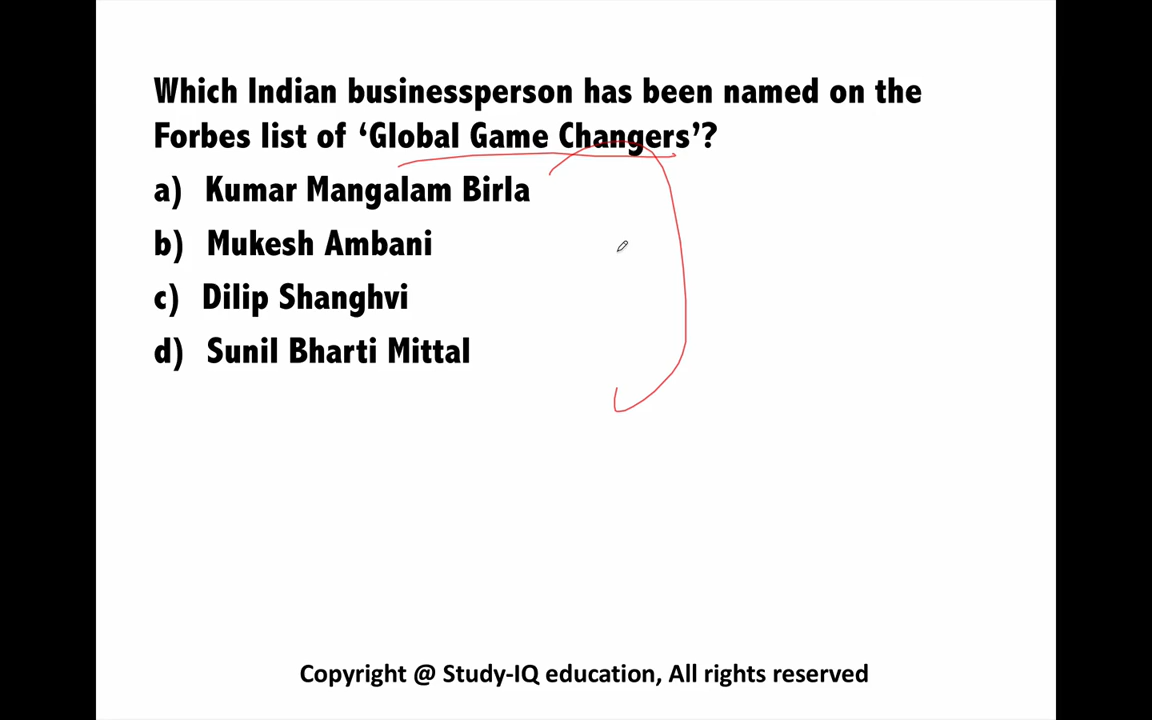 Which Indian businessperson has been named on the
Forbes list of ‘Global Game Changers’?
a) Kumar Mangalam Birla
b) Mukesh Ambani
c) Dilip Shanghvi
d) Sunil Bharti Mittal
Copyright @ Study-IQ education, All rights reserved